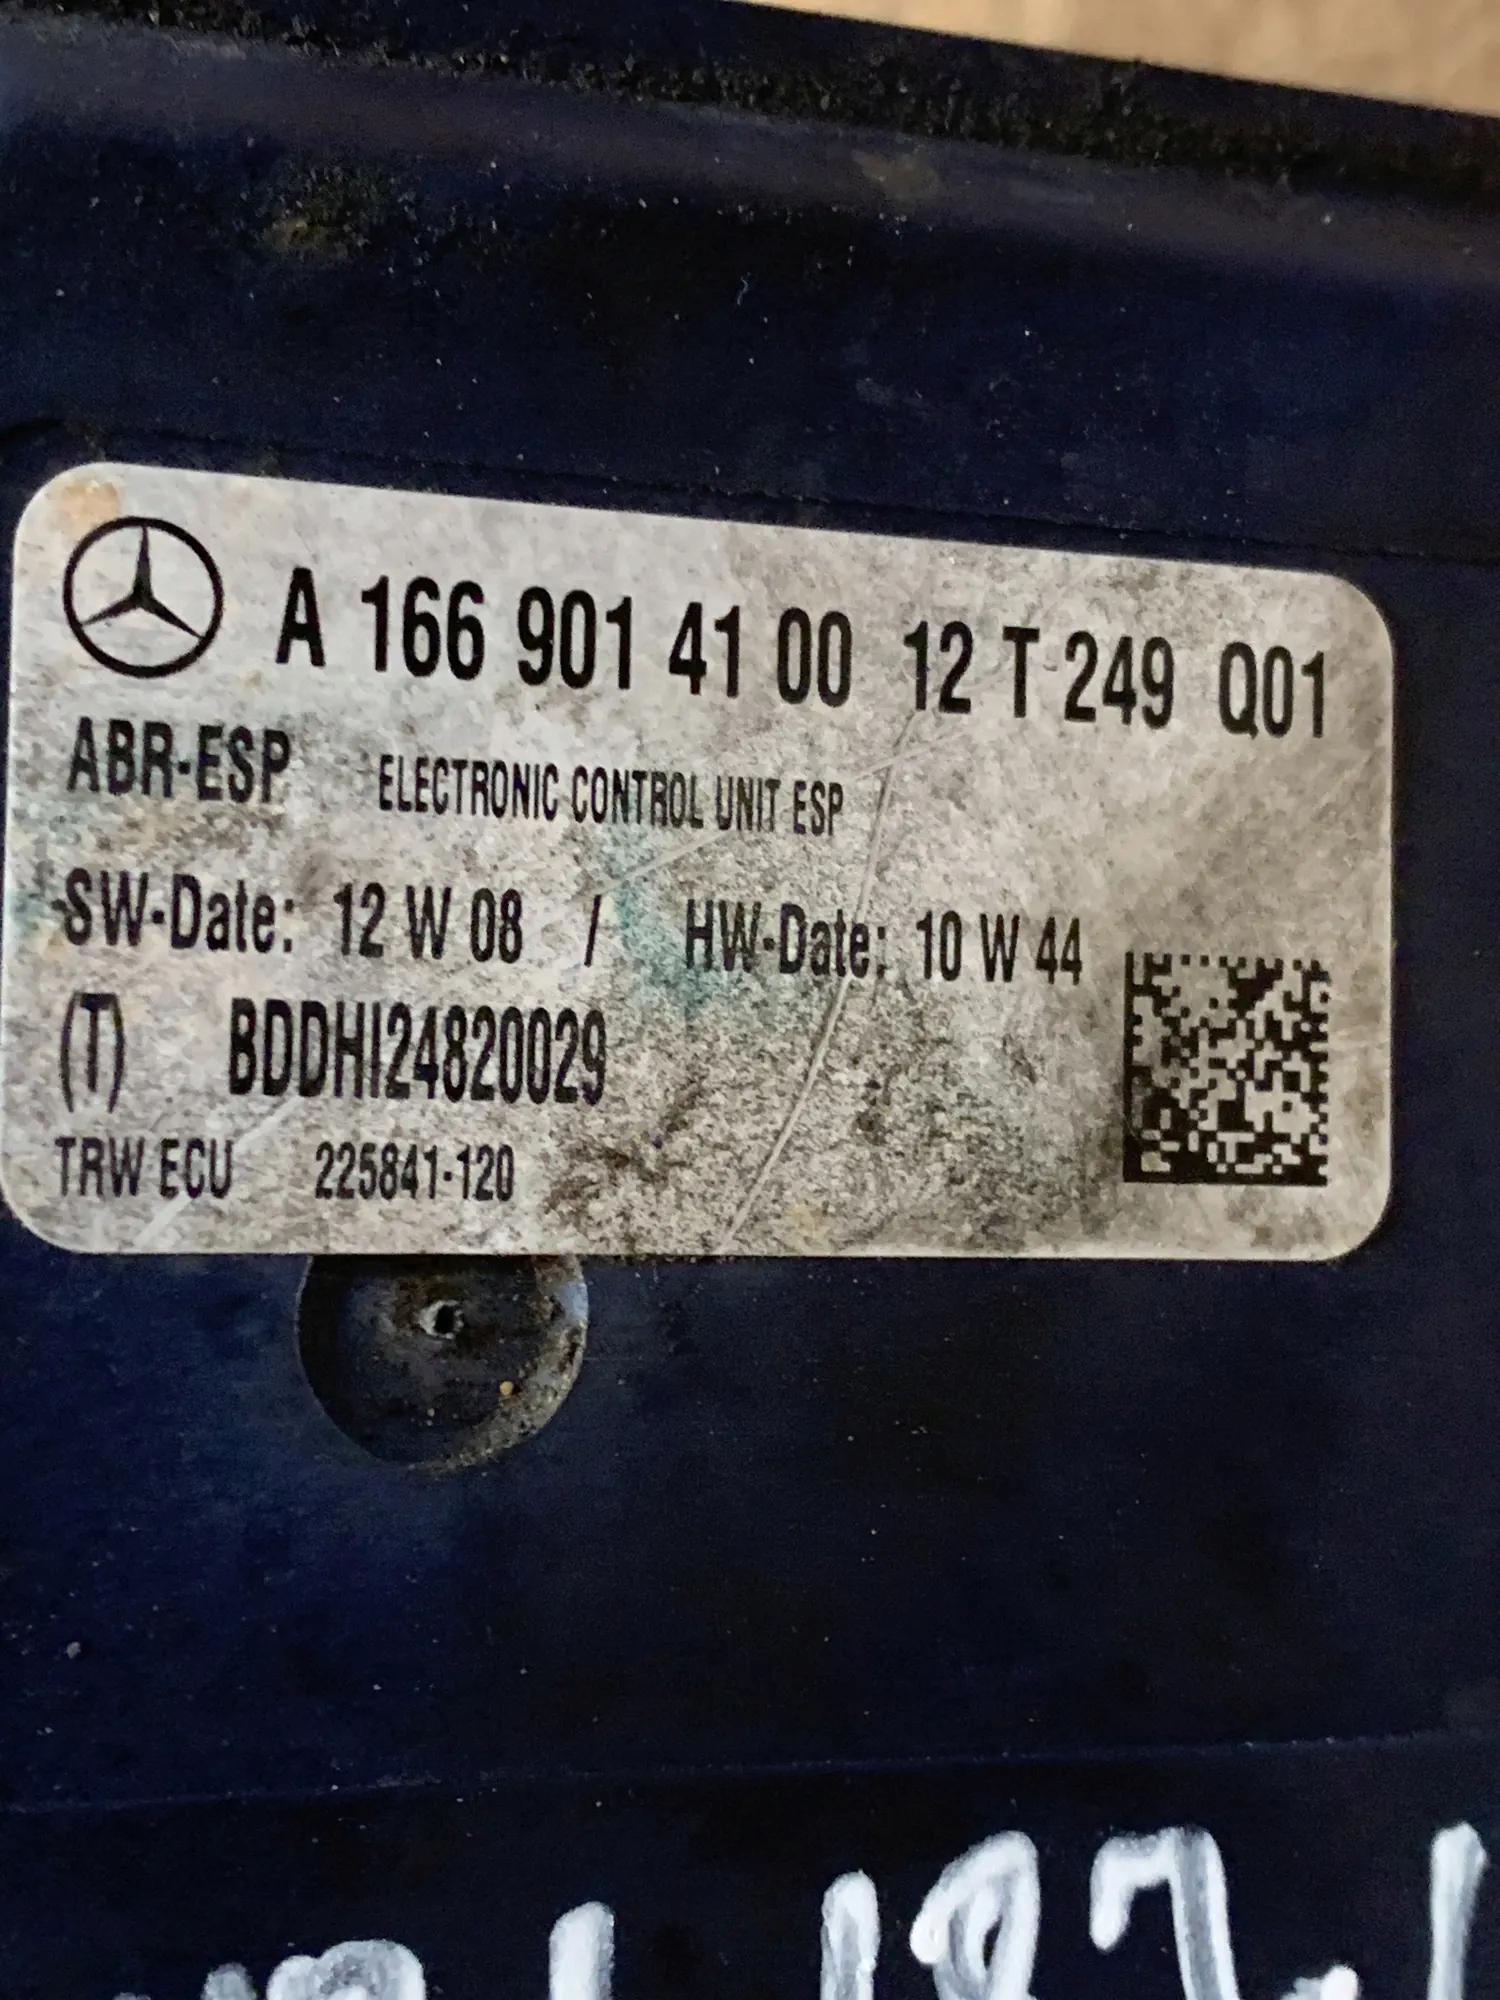 A 166 901 41 00 12 T 249 Q01
ABR-ESP ELECTRONIC CONTROL UNIT ESP
SW-Date: 12 W 08 / HW-Date: 10 W 44
(T) BDDHI24820029
TRW ECU 225841-120